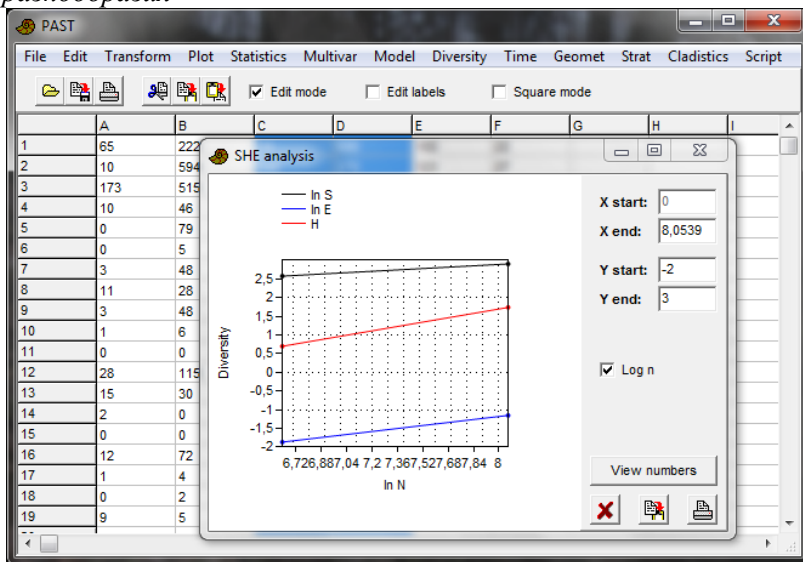 PAST
File Edit Transform Plot Statistics Multivar Model Diversity Time Geomet Strat Cladistics Script
Edit mode Edit labels Square mode
A B C D E F G H I
1 65 222
2 10 594
3 173 515
4 10 46
5 0 79
6 0 5
7 3 48
8 11 28
9 3 48
10 1 6
11 0 0
12 28 115
13 15 30
14 2 0
15 0 0
16 12 72
17 1 4
18 0 2
19 9 5
SHE analysis
ln S
ln E
H
2,5
2
1,5
1
0,5
0
-0,5
-1
-1,5
-2
Diversity
6,726,887,04 7,2 7,367,527,687,84 8
ln N
X start: 0
X end: 8,0539
Y start: -2
Y end: 3
Log n
View numbers